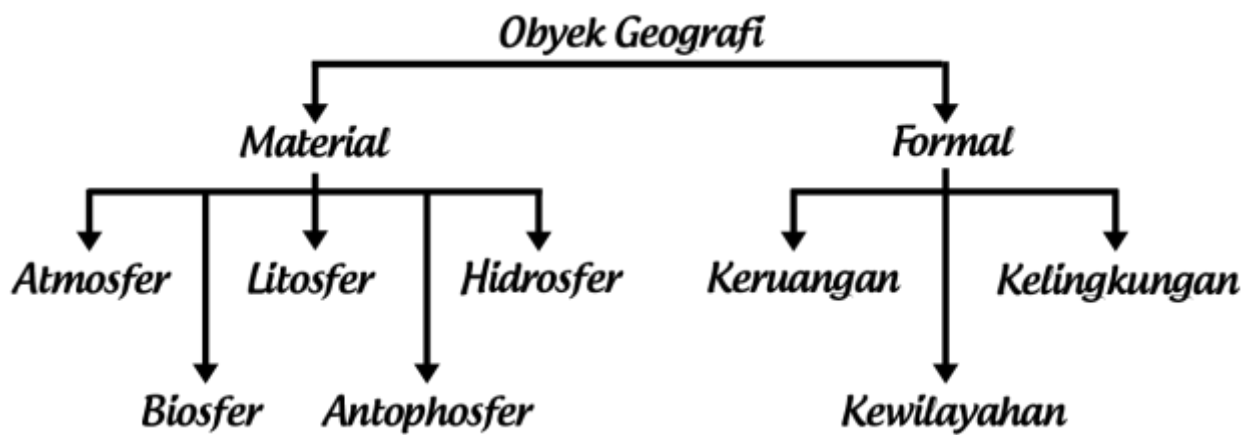 Obyek Geografi
Material
Formal
Atmosfer
Litosfer
Hidrosfer
Keruangan
Kelingkungan
Biosfer
Antophosfer
Kewilayahan